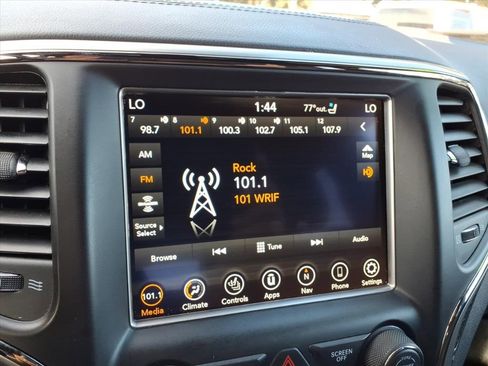 LO 1:44 77°out. LO
7 8 9 10 11 12
98.7 101.1 100.3 102.7 105.1 107.9
AM
Map
Rock
FM
101.1
101 WRIF
Source
Select
Browse Tune Audio
101.1 N
Media Climate Controls Apps Nav Phone Settings
SCREEN
OFF